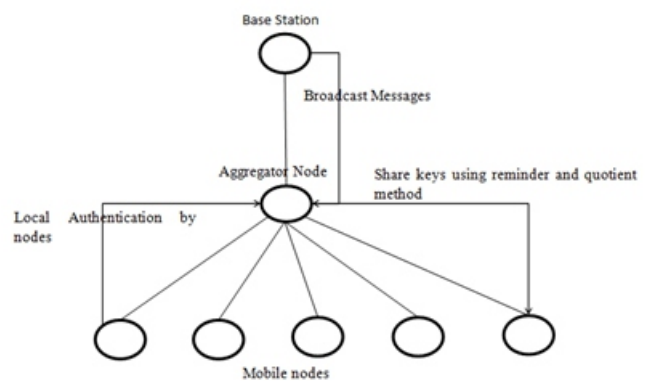 Base Station
Broadcast Messages
Aggregator Node
Share keys using reminder and quotient
method
Local Authentication by
nodes
Mobile nodes